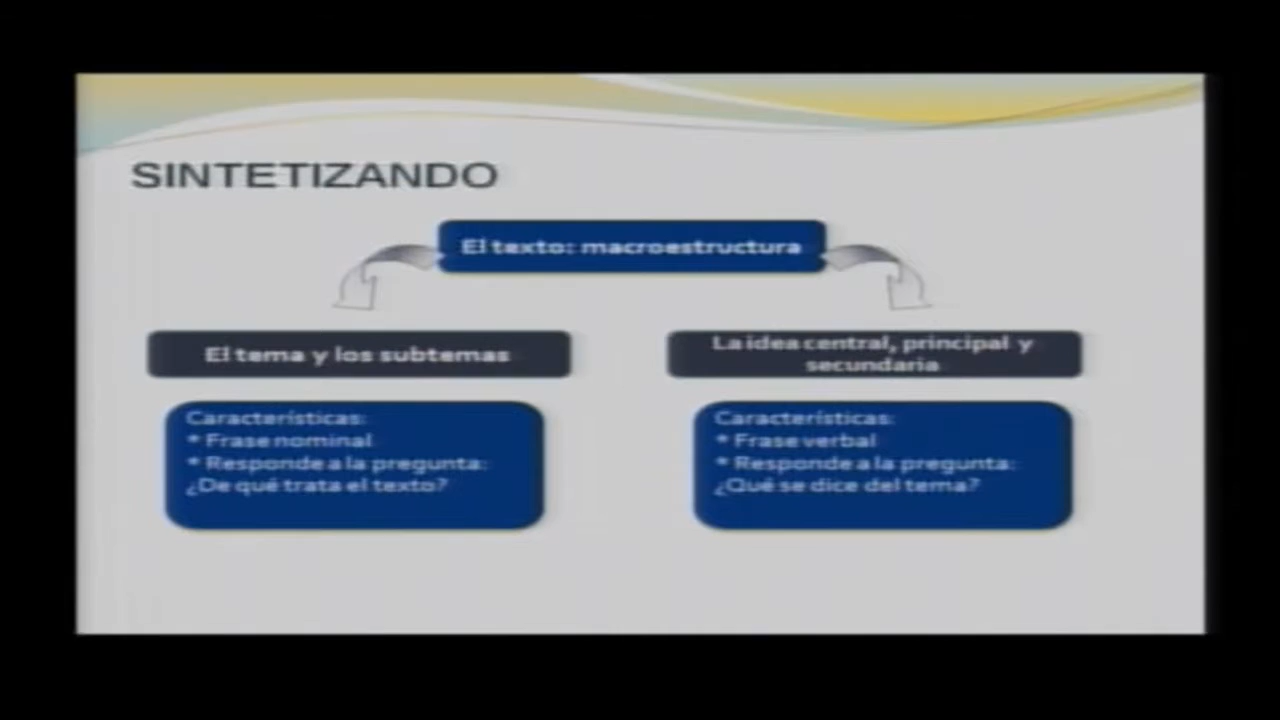 SINTETIZANDO
El texto: macroestructura
El tema y los subtemas
Características:
* Frase nominal
* Responde a la pregunta:
¿De qué trata el texto?
La idea central, principal y
secundaria
Características:
* Frase verbal
* Responde a la pregunta:
¿Qué se dice del tema?